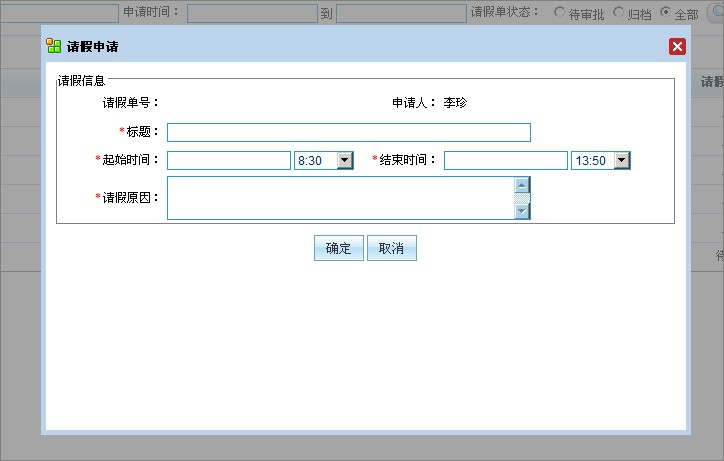 申请时间： 到 请假单状态： 待审批 归档 全部
请假申请
请假
请假信息
请假单号： 申请人： 李珍
*标题：
*起始时间： 8:30 *结束时间： 13:50
*请假原因：
确定 取消
待